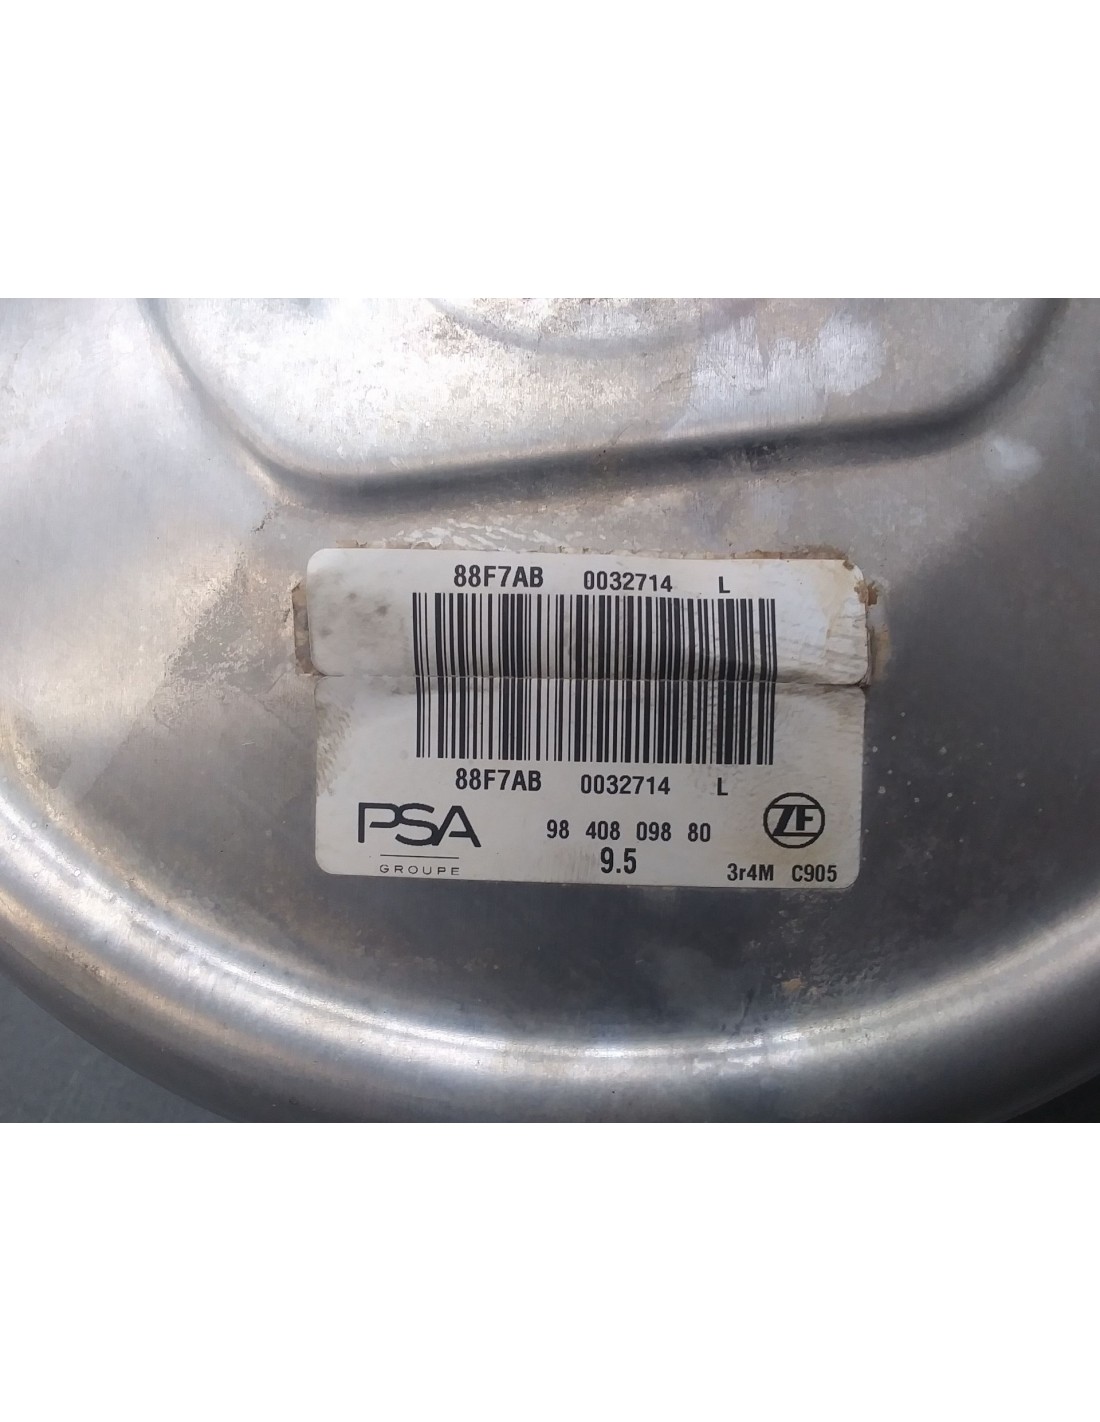 88F7AB 0032714 L
88F7AB 0032714 L
PSA
GROUPE
98 408 098 80
9.5
ZF
3r4M C905